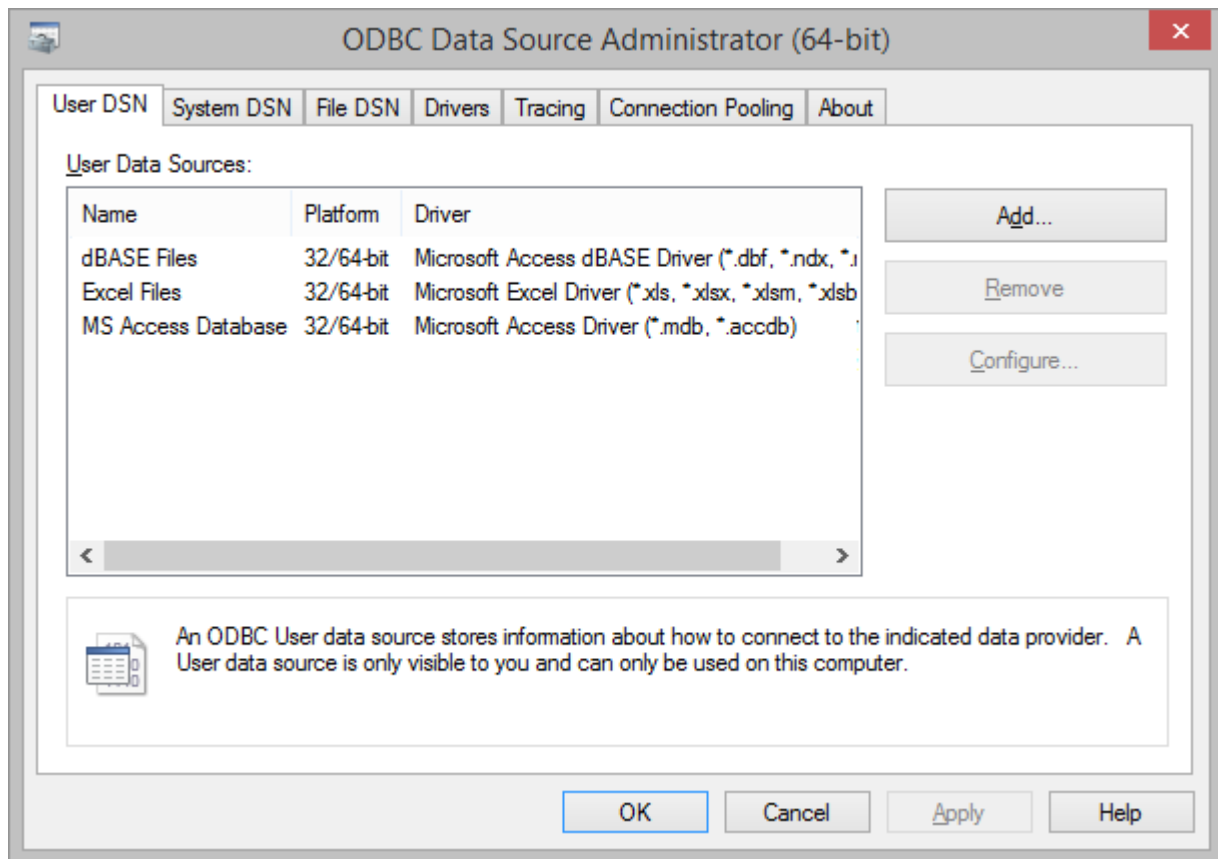 ODBC Data Source Administrator (64-bit)
User DSN System DSN File DSN Drivers Tracing Connection Pooling About
User Data Sources:
Name Platform Driver
dBASE Files 32/64-bit Microsoft Access dBASE Driver (*.dbf, *.ndx,
Excel Files 32/64-bit Microsoft Excel Driver (*.xls, *.xlsx, *.xlsm, *.xlsb
MS Access Database 32/64-bit Microsoft Access Driver (*.mdb, *.accdb)
Add...
Remove
Configure...
An ODBC User data source stores information about how to connect to the indicated data provider. A
User data source is only visible to you and can only be used on this computer.
OK Cancel Apply Help